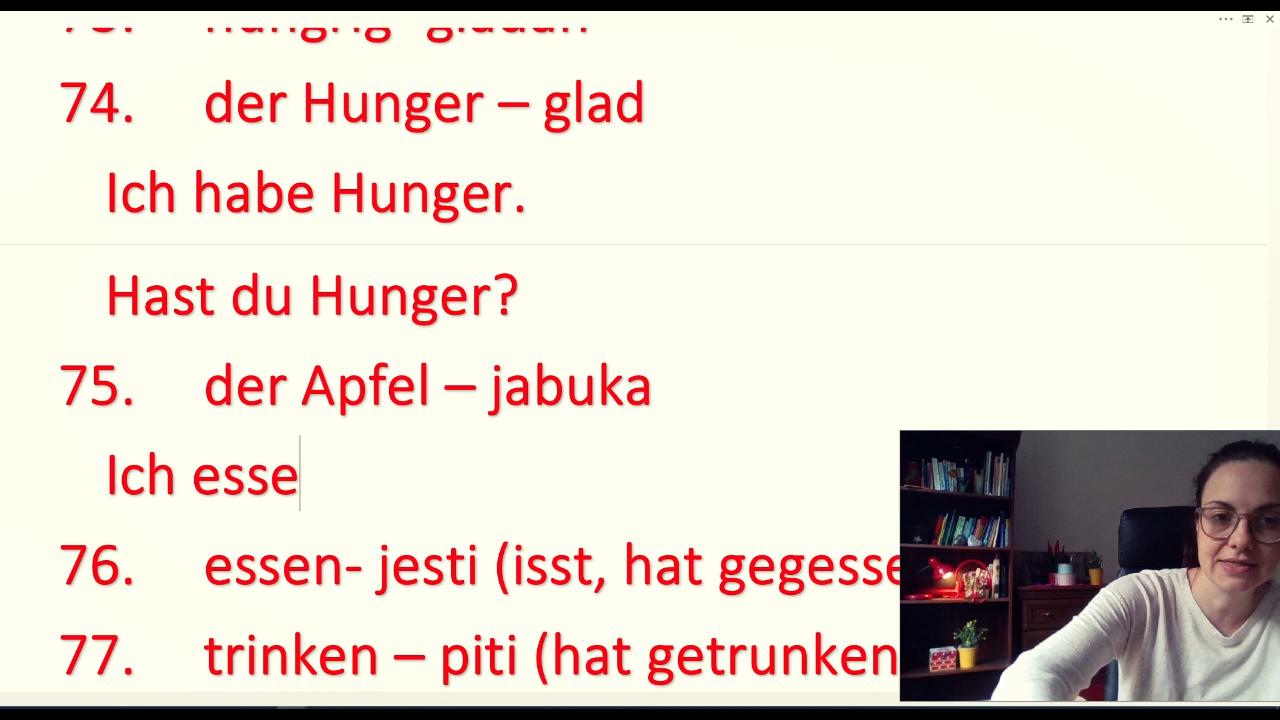 74. der Hunger – glad
Ich habe Hunger.
Hast du Hunger?
75. der Apfel – jabuka
Ich esse
76. essen- jesti (isst, hat gegesse
77. trinken – piti (hat getrunken